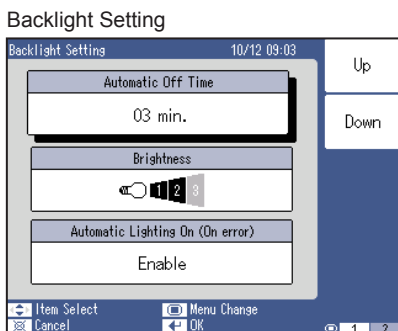 Backlight Setting
Backlight Setting 10/12 09:03
Up
Automatic Off Time
03 min.
Down
Brightness
1 2 3
Automatic Lighting On (On error)
Enable
Item Select Menu Change
Cancel OK
1 2